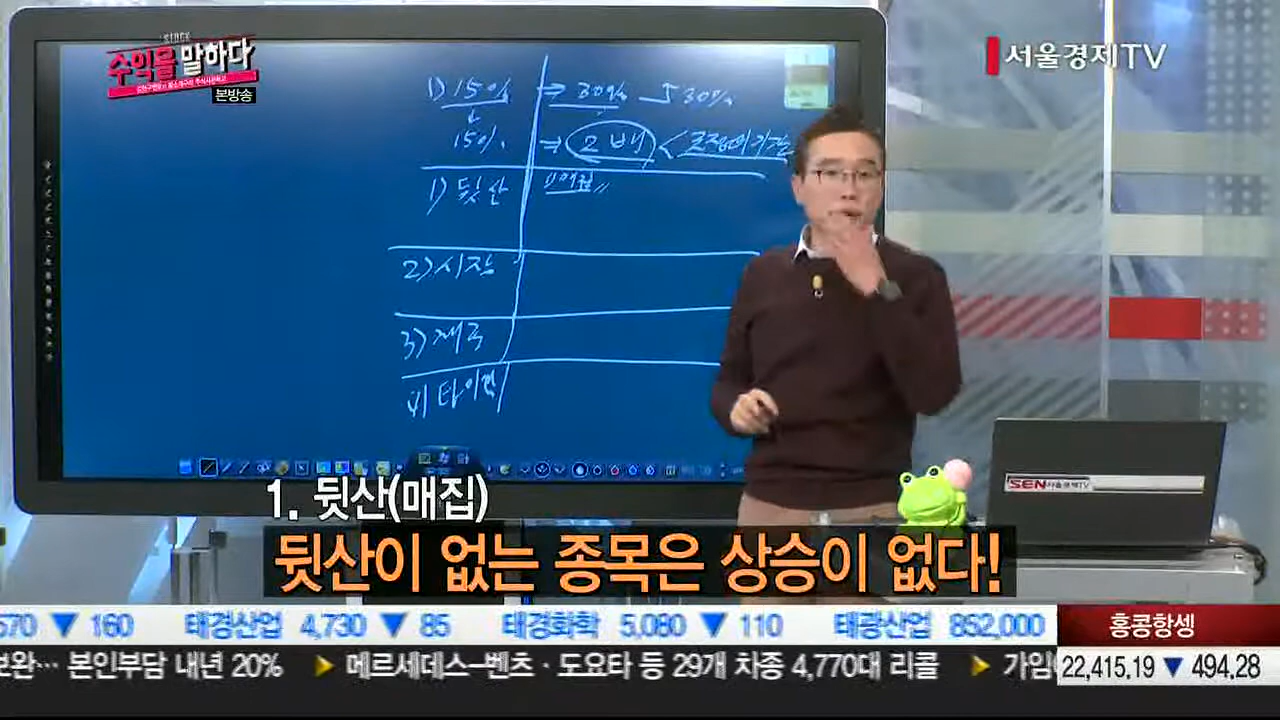 STOCK
수익을 말하다
본방송
서울경제TV
1) 15% → 30% → 530%
15% → 2배 <
1) 뒷산 매집
2) 시장
3) 재료
4) 타이밍
SEN 서울경제TV
1. 뒷산(매집)
뒷산이 없는 종목은 상승이 없다!
570 ▼ 160 태경산업 4,730 ▼ 85 태경화학 5,080 ▼ 110 태광산업 852,000
홍콩항셍
보완… 본인부담 내년 20% ▶ 메르세데스–벤츠·도요타 등 29개 차종 4,770대 리콜 ▶ 가입
22,415.19 ▼ 494.28